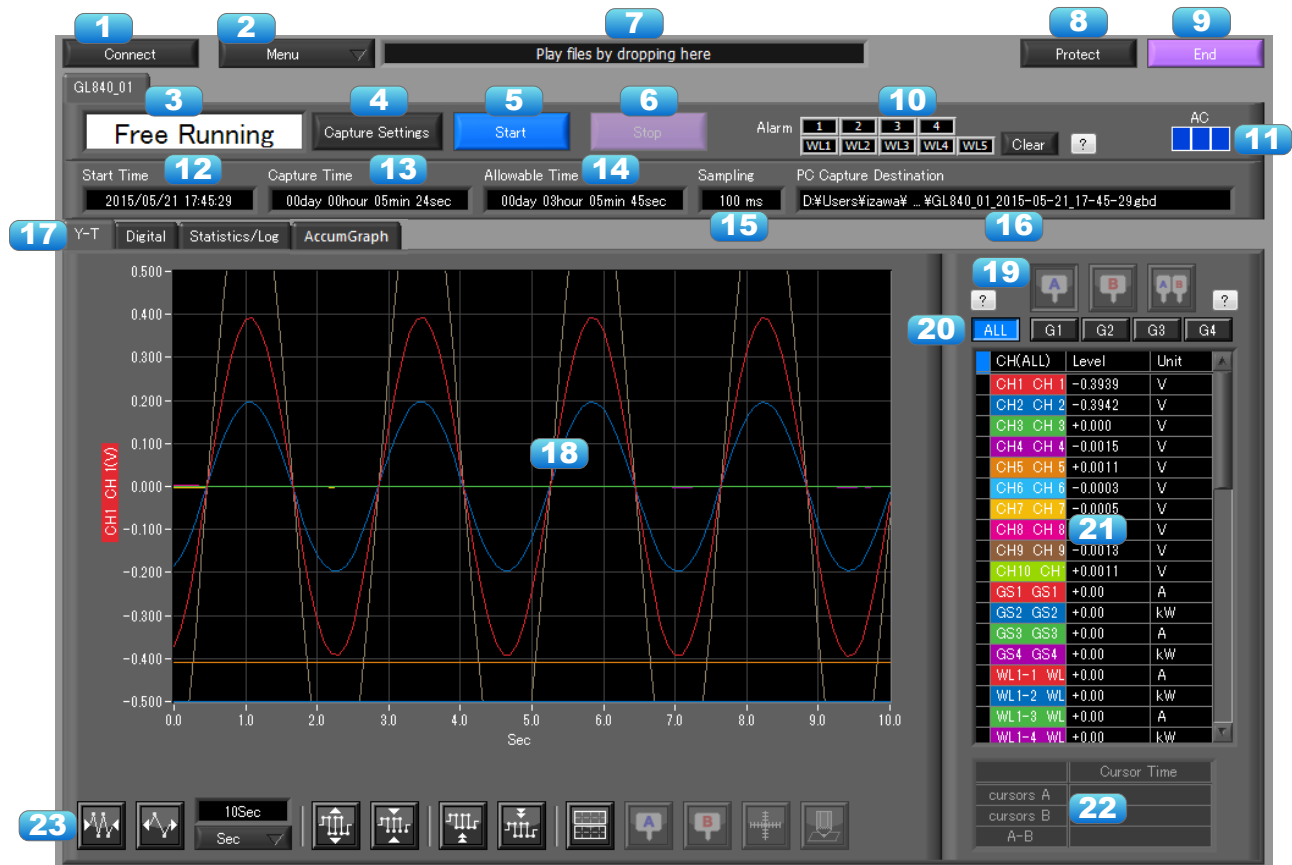 1 2 7 8 9
Connect Menu Play files by dropping here Protect End
GL840_01
3 4 5 6 10
Free Running Capture Settings Start Stop Alarm 1 2 3 4 AC
WL1 WL2 WL3 WL4 WL5 Clear ? 11
Start Time 12 Capture Time 13 Allowable Time 14 Sampling PC Capture Destination
2015/05/21 17:45:29 00day 00hour 05min 24sec 00day 03hour 05min 45sec 100 ms D:¥Users¥izawa¥ … ¥GL840_01_2015-05-21_17-45-29.gbd
15 16
17 Y-T Digital Statistics/Log AccumGraph
0.500
0.400
0.300
0.200
0.100
0.000
-0.100
-0.200
-0.300
-0.400
-0.500
CH1 CH 1(V)
18
0.0 1.0 2.0 3.0 4.0 5.0 6.0 7.0 8.0 9.0 10.0
Sec
19
? A B A B ?
20 ALL G1 G2 G3 G4
CH(ALL) Level Unit
CH1 CH 1 -0.3939 V
CH2 CH 2 -0.3942 V
CH3 CH 3 +0.000 V
CH4 CH 4 -0.0015 V
CH5 CH 5 +0.0011 V
CH6 CH 6 -0.0003 V
CH7 CH 7 -0.0005 V
CH8 CH 8 21 V
CH9 CH 9 -0.0013 V
CH10 CH +0.0011 V
GS1 GS1 +0.00 A
GS2 GS2 +0.00 kW
GS3 GS3 +0.00 A
GS4 GS4 +0.00 kW
WL1-1 WL +0.00 A
WL1-2 WL +0.00 kW
WL1-3 WL +0.00 A
WL1-4 WL +0.00 kW
Cursor Time
cursors A
cursors B 22
A-B
23 10Sec
Sec
A B